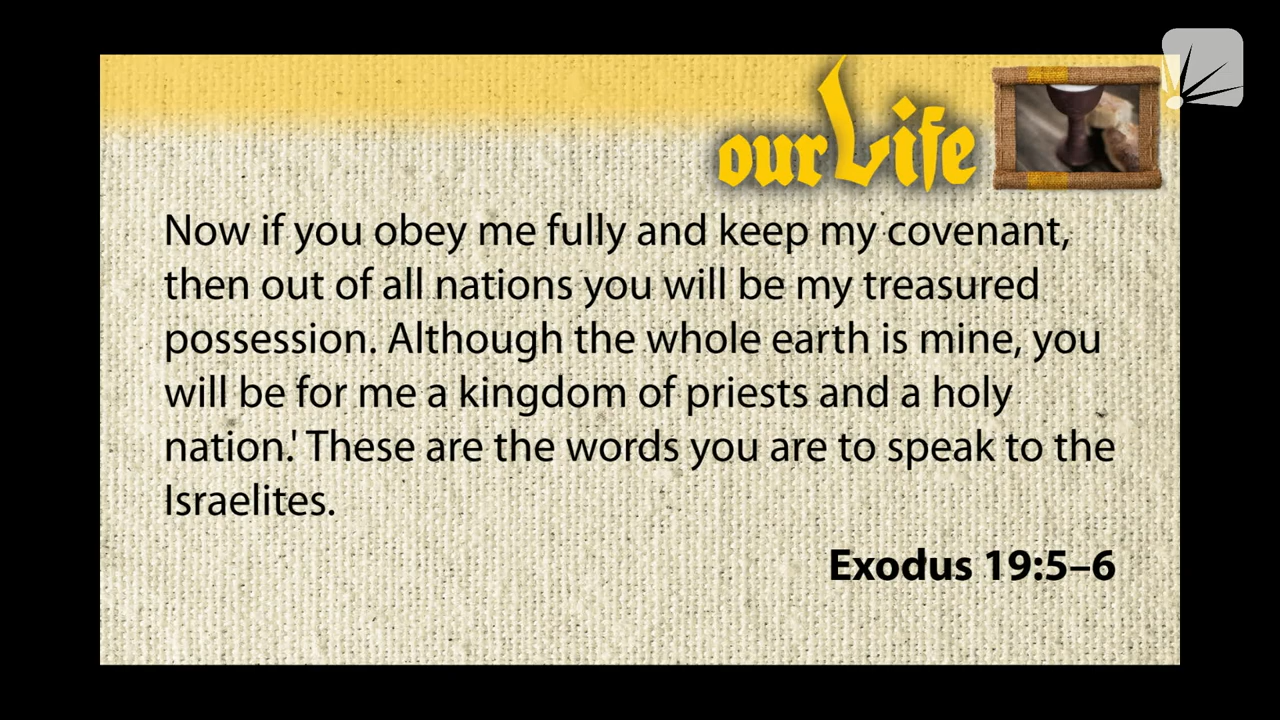 ourLife
Now if you obey me fully and keep my covenant,
then out of all nations you will be my treasured
possession. Although the whole earth is mine, you
will be for me a kingdom of priests and a holy
nation.' These are the words you are to speak to the
Israelites.
Exodus 19:5–6